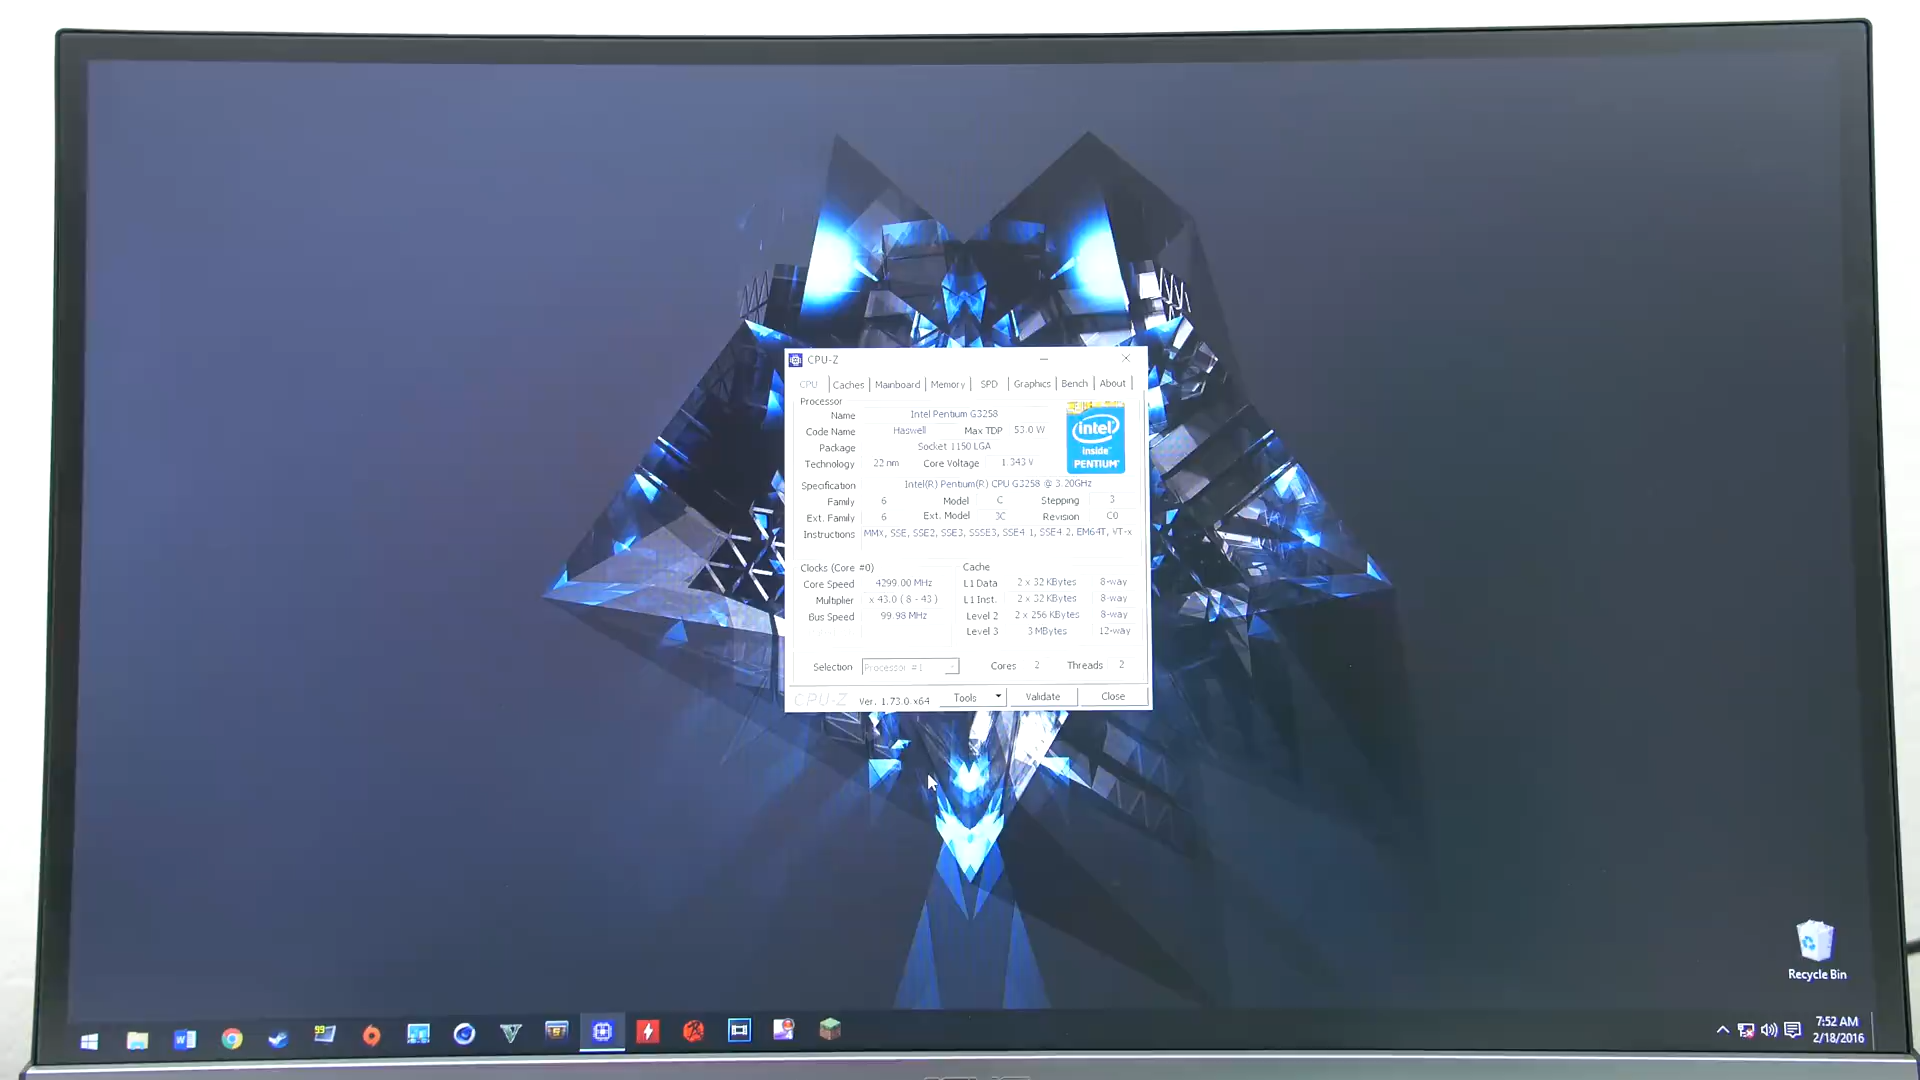 CPU-Z
CPU Caches Mainboard Memory SPD Graphics Bench About
Processor
Name Intel Pentium G3258
Code Name Haswell Max TDP 53.0 W
Package Socket 1150 LGA
Technology 22 nm Core Voltage 1.343 V
intel
inside™
PENTIUM®
Specification Intel(R) Pentium(R) CPU G3258 @ 3.20GHz
Family 6 Model C Stepping 3
Ext. Family 6 Ext. Model 3C Revision C0
Instructions MMX, SSE, SSE2, SSE3, SSSE3, SSE4.1, SSE4.2, EM64T, VT-x
Clocks (Core #0) Cache
Core Speed 4299.00 MHz L1 Data 2 x 32 KBytes 8-way
Multiplier x 43.0 ( 8 - 43 ) L1 Inst. 2 x 32 KBytes 8-way
Bus Speed 99.98 MHz Level 2 2 x 256 KBytes 8-way
Level 3 3 MBytes 12-way
Selection Processor #1 Cores 2 Threads 2
CPU-Z Ver. 1.73.0.x64 Tools Validate Close
Recycle Bin
99
7:52 AM
2/18/2016